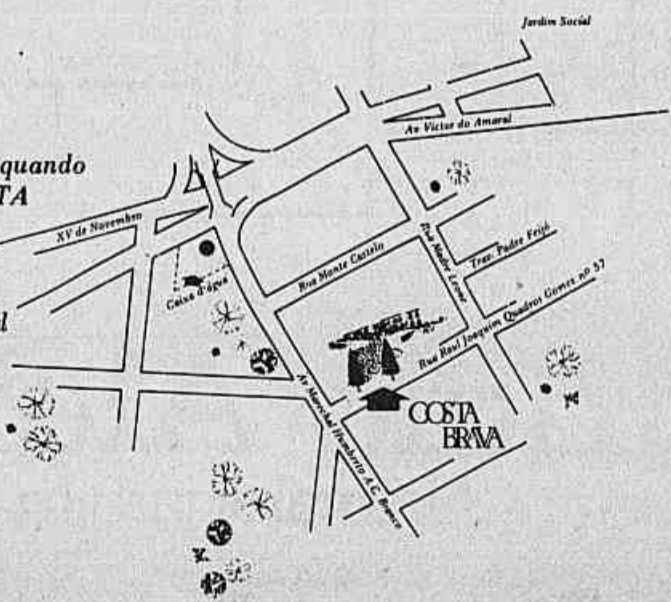 Jardim Social
Av Victor do Amaral
quando
TA
XV de Novembro
Rua Madre Leone
Trav. Padre Feijó
Rua Monte Castelo
Caixa d'água
Rua Raul Joaquim Quadros Gomes nº 57
Av Marechal Humberto A.C. Branco
COSTA
BRAVA